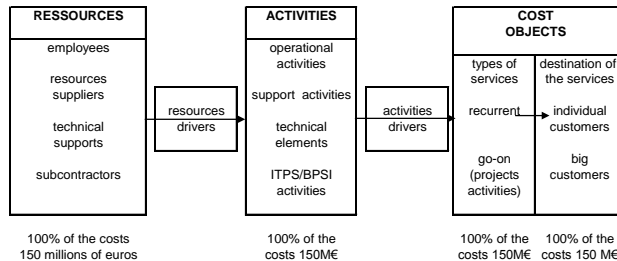 RESSOURCES
employees
resources
suppliers
technical
supports
subcontractors
100% of the costs
150 millions of euros
resources
drivers
ACTIVITIES
operational
activities
support activities
technical
elements
ITPS/BPSI
activities
100% of the
costs 150M€
activities
drivers
COST
OBJECTS
types of
services
recurrent
go-on
(projects
activities)
100% of the
costs 150M€
destination of
the services
individual
customers
big
customers
100% of the
costs 150 M€